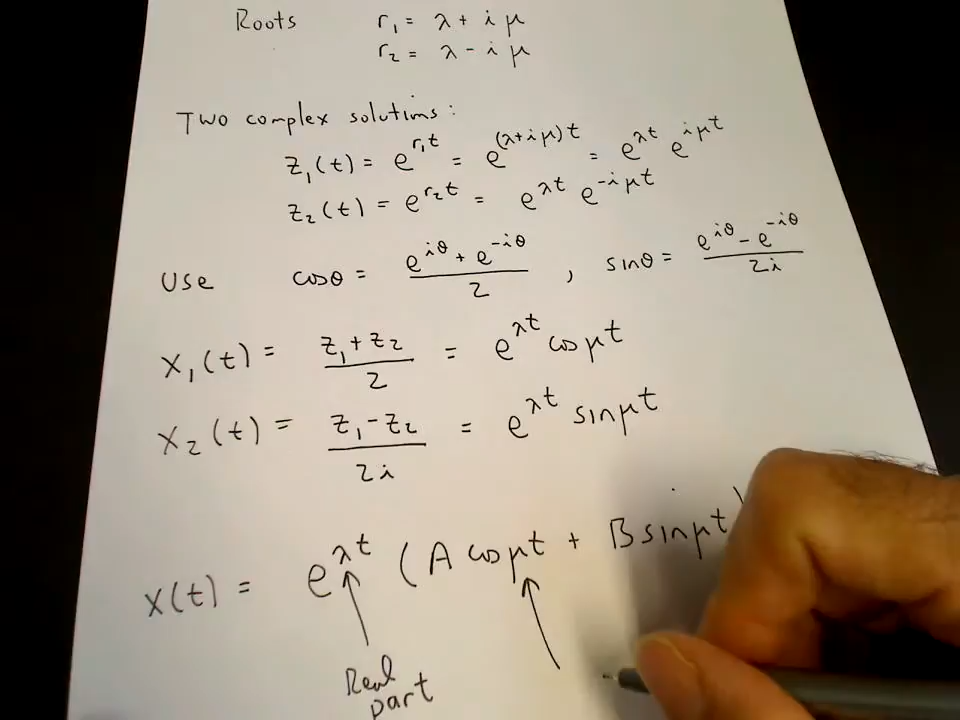 Roots r₁ = λ + i μ
r₂ = λ - i μ
Two complex solutions:
z₁(t) = e^{r₁t} = e^{(λ+iμ)t} = e^{λt} e^{iμt}
z₂(t) = e^{r₂t} = e^{λt} e^{-iμt}
Use cosθ = (e^{iθ} + e^{-iθ})/2 , sinθ = (e^{iθ} - e^{-iθ})/2i
x₁(t) = (z₁+z₂)/2 = e^{λt} cosμt
x₂(t) = (z₁-z₂)/2i = e^{λt} sinμt
x(t) = e^{λt} (A cosμt + B sinμt)
Real
part